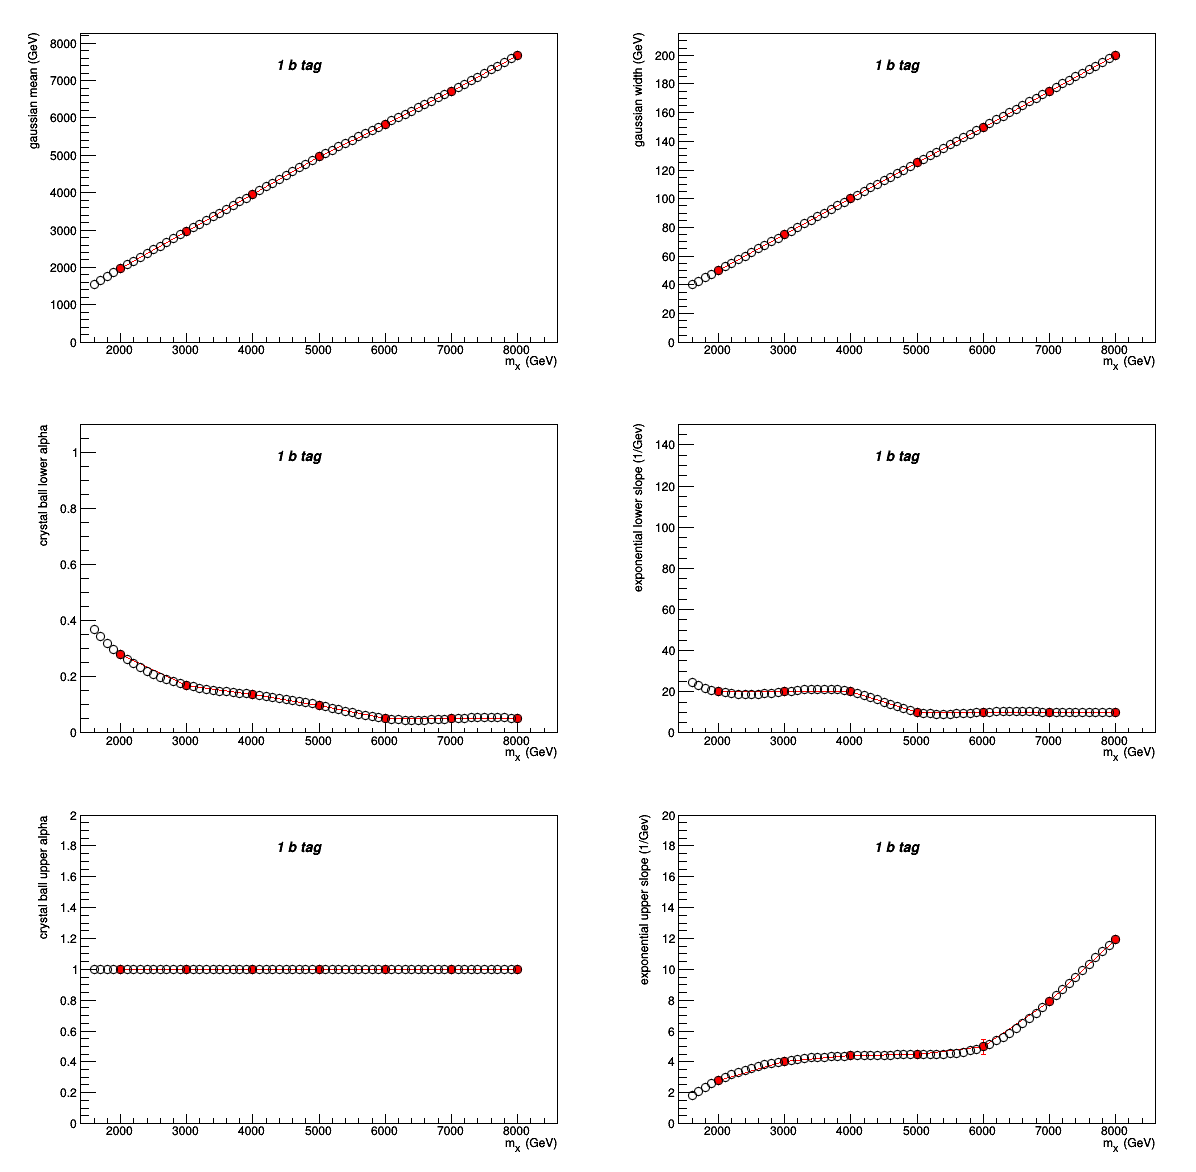 gaussian mean (GeV)
1 b tag
8000
7000
6000
5000
4000
3000
2000
1000
0
2000 3000 4000 5000 6000 7000 8000
m_x (GeV)
gaussian width (GeV)
1 b tag
200
180
160
140
120
100
80
60
40
20
0
2000 3000 4000 5000 6000 7000 8000
m_x (GeV)
crystal ball lower alpha
1 b tag
1
0.8
0.6
0.4
0.2
0
2000 3000 4000 5000 6000 7000 8000
m_x (GeV)
exponential lower slope (1/Gev)
1 b tag
140
120
100
80
60
40
20
0
2000 3000 4000 5000 6000 7000 8000
m_x (GeV)
crystal ball upper alpha
1 b tag
2
1.8
1.6
1.4
1.2
1
0.8
0.6
0.4
0.2
0
2000 3000 4000 5000 6000 7000 8000
m_x (GeV)
exponential upper slope (1/Gev)
1 b tag
20
18
16
14
12
10
8
6
4
2
0
2000 3000 4000 5000 6000 7000 8000
m_x (GeV)